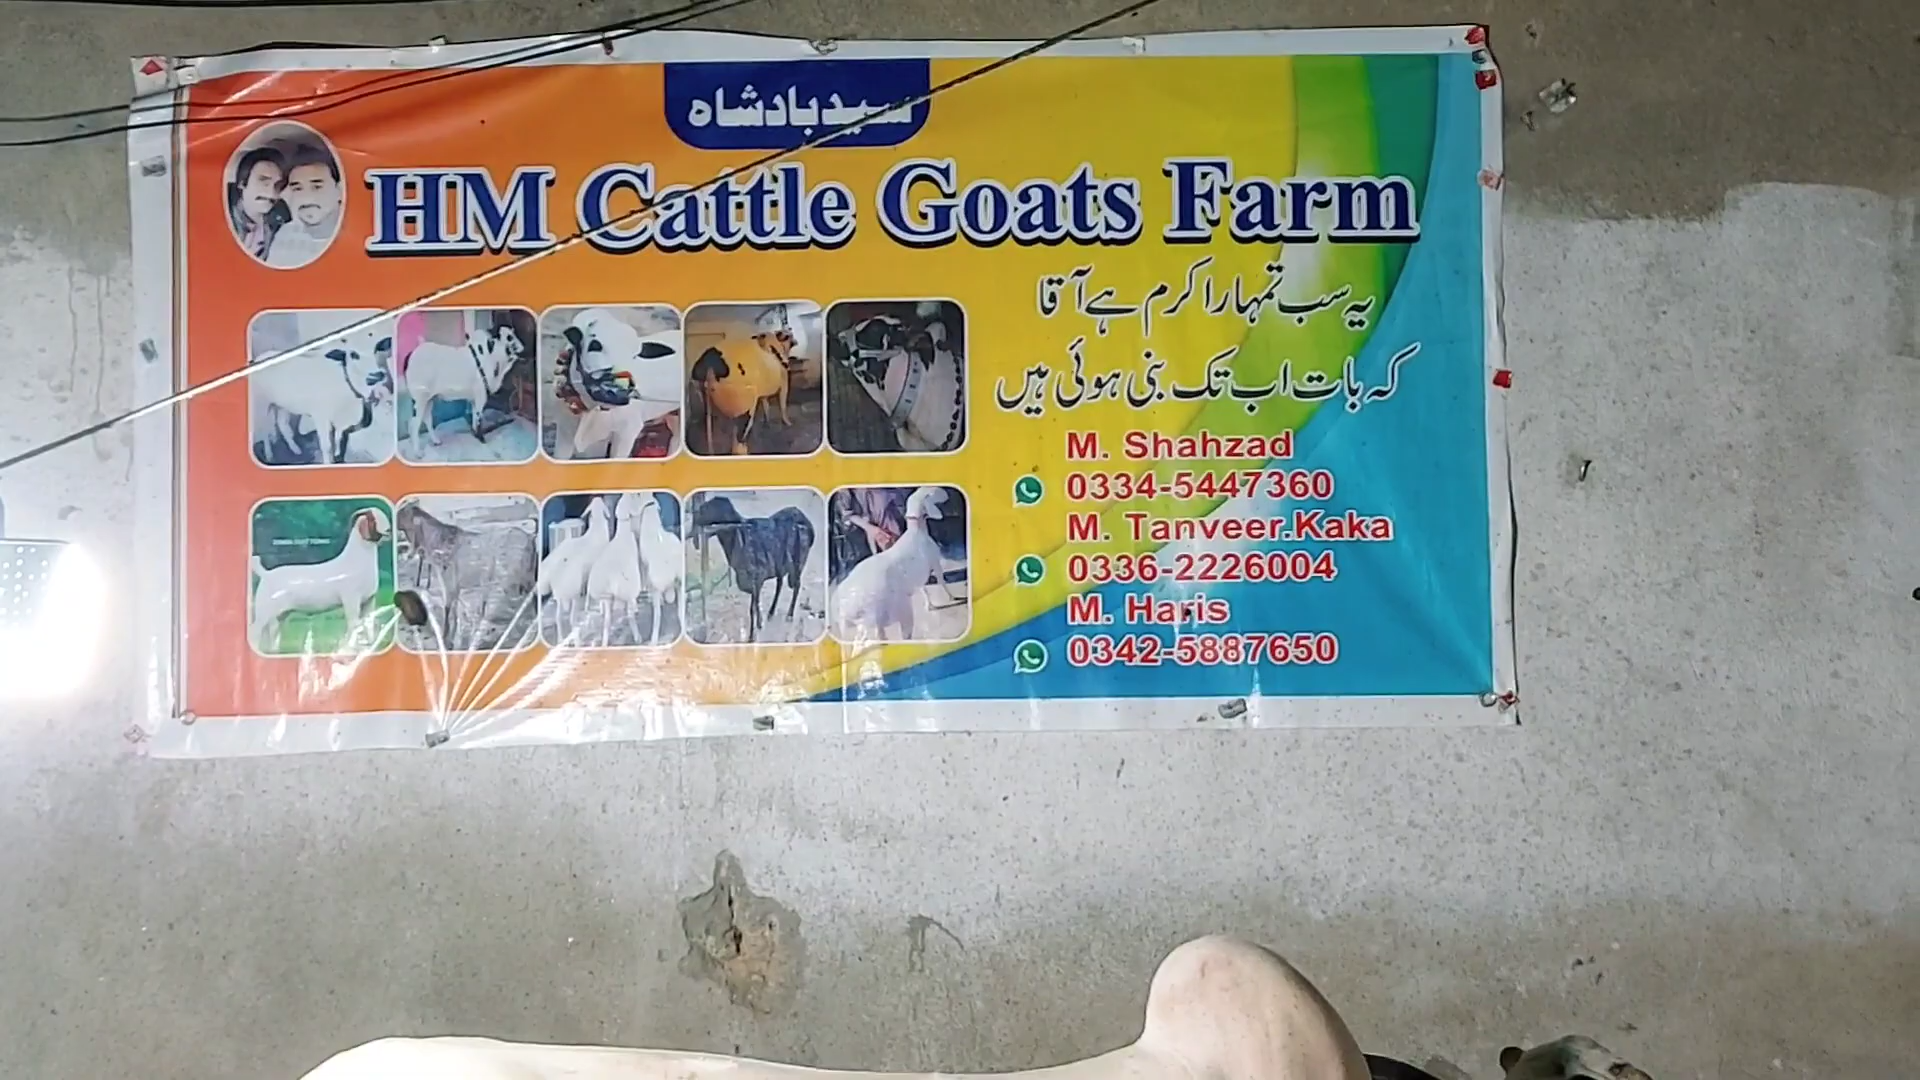 سید بادشاہ
HM Cattle Goats Farm
یہ سب تمہارا کرم ہے آقا
کہ بات اب تک بنی ہوئی ہیں
M. Shahzad
0334-5447360
M. Tanveer.Kaka
0336-2226004
M. Haris
0342-5887650